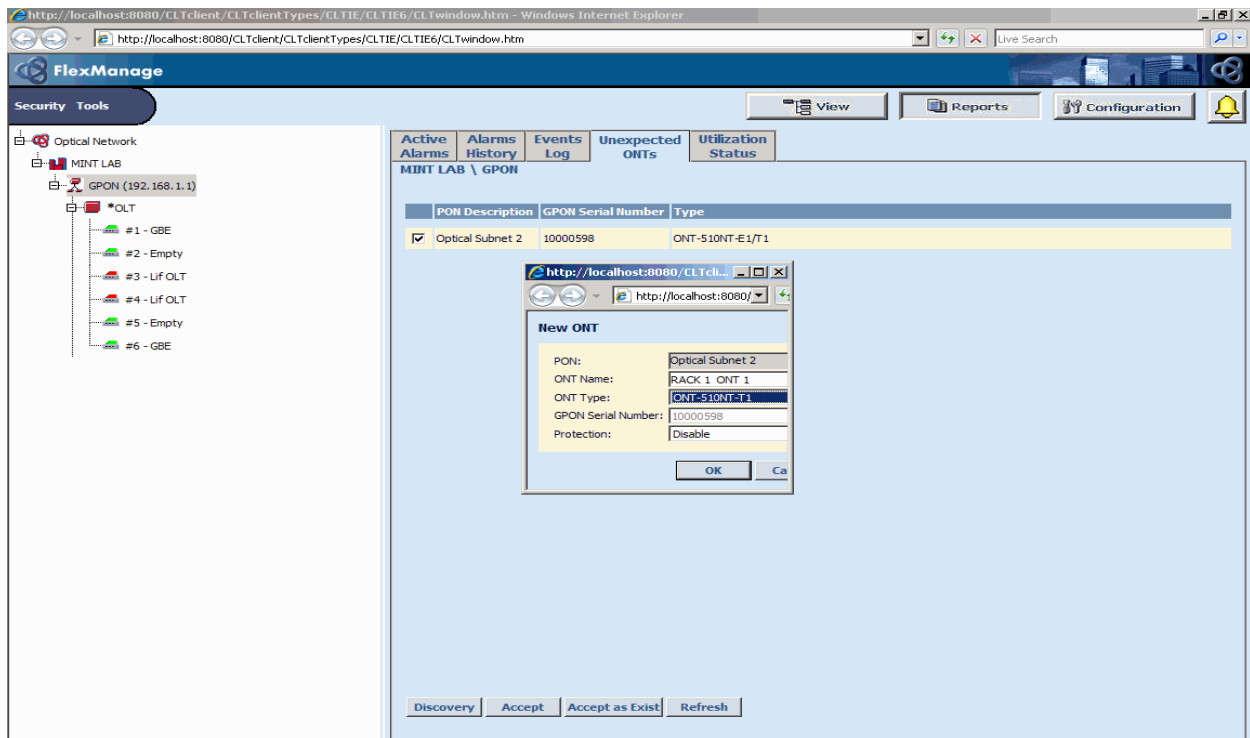 http://localhost:8080/CLTclient/CLTclientTypes/CLTIE/CLTIE6/CLTwindow.htm - Windows Internet Explorer
http://localhost:8080/CLTclient/CLTclientTypes/CLTIE/CLTIE6/CLTwindow.htm
Live Search
FlexManage
Security Tools
View
Reports
Configuration
Optical Network
MINT LAB
GPON (192.168.1.1)
*OLT
#1 - GBE
#2 - Empty
#3 - Lif OLT
#4 - Lif OLT
#5 - Empty
#6 - GBE
Active Alarms
Alarms History
Events Log
Unexpected ONTs
Utilization Status
MINT LAB \ GPON
PON Description GPON Serial Number Type
Optical Subnet 2 10000598 ONT-510NT-E1/T1
http://localhost:8080/CLTcli...
http://localhost:8080/
New ONT
PON: Optical Subnet 2
ONT Name: RACK 1 ONT 1
ONT Type: ONT-510NT-T1
GPON Serial Number: 10000598
Protection: Disable
OK Ca
Discovery Accept Accept as Exist Refresh